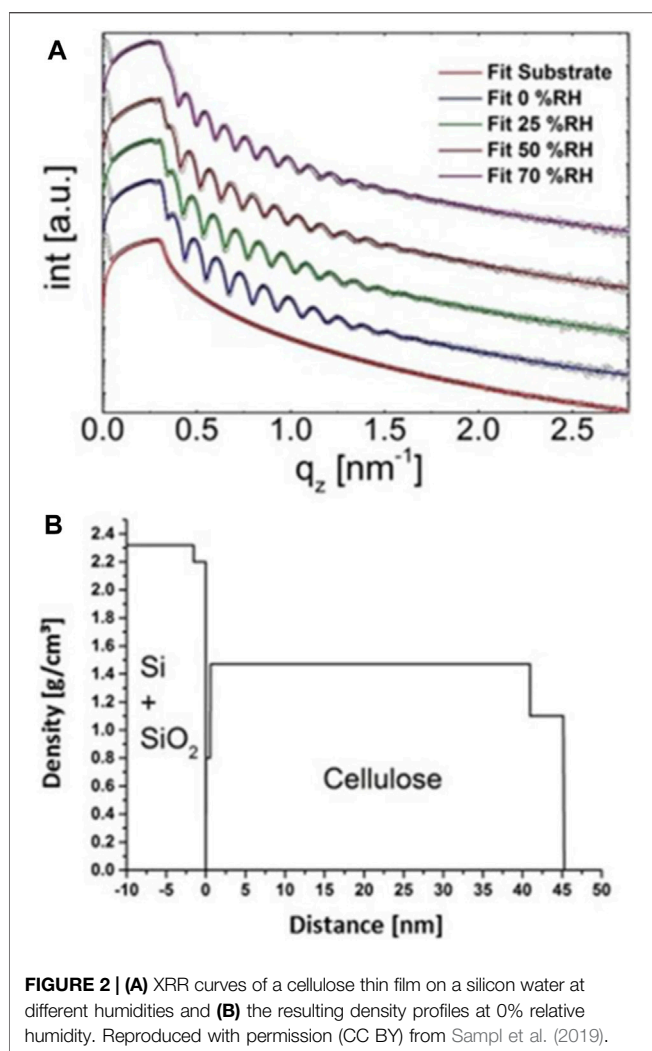 A
Fit Substrate
Fit 0 %RH
Fit 25 %RH
Fit 50 %RH
Fit 70 %RH
int [a.u.]
0.0 0.5 1.0 1.5 2.0 2.5
qz [nm-1]
B
2.4
2.2
2.0
1.8
1.6
1.4
1.2
1.0
0.8
0.6
0.4
0.2
0.0
Density [g/cm³]
Si
+
SiO2
Cellulose
-10 -5 0 5 10 15 20 25 30 35 40 45 50
Distance [nm]
FIGURE 2 | (A) XRR curves of a cellulose thin film on a silicon water at
different humidities and (B) the resulting density profiles at 0% relative
humidity. Reproduced with permission (CC BY) from Sampl et al. (2019).